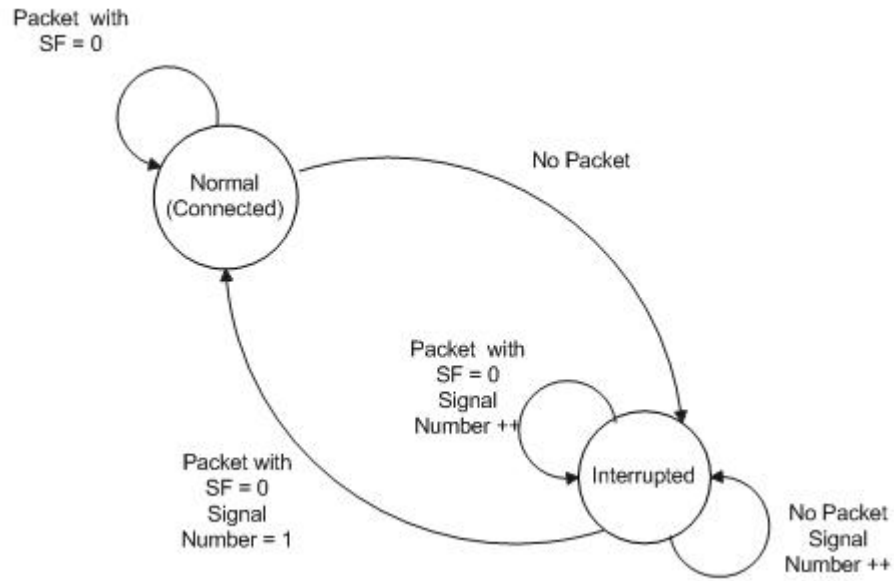 Packet with
SF = 0
Normal
(Connected)
No Packet
Packet with
SF = 0
Signal
Number ++
Packet with
SF = 0
Signal
Number = 1
Interrupted
No Packet
Signal
Number ++